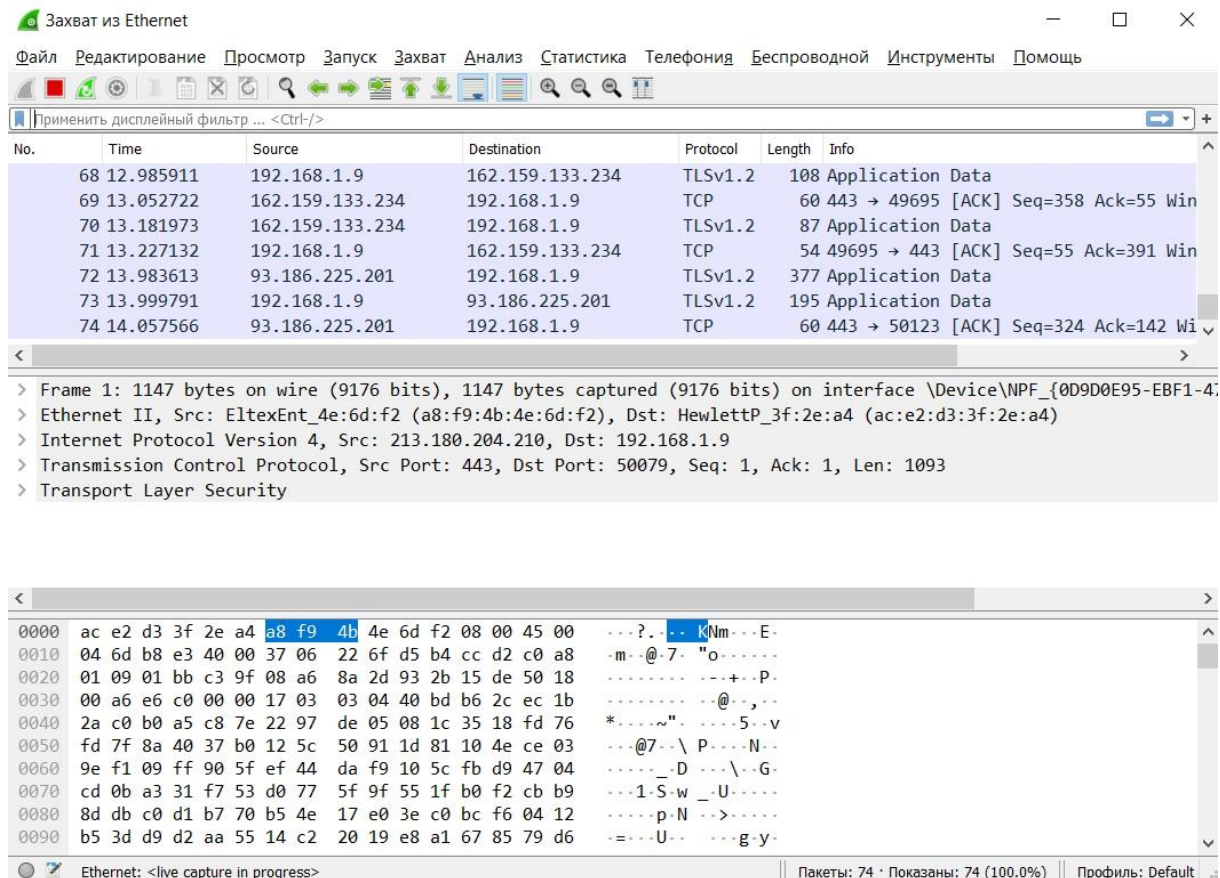 Захват из Ethernet
Файл Редактирование Просмотр Запуск Захват Анализ Статистика Телефония Беспроводной Инструменты Помощь
Применить дисплейный фильтр ... <Ctrl-/>
No. Time Source Destination Protocol Length Info
68 12.985911 192.168.1.9 162.159.133.234 TLSv1.2 108 Application Data
69 13.052722 162.159.133.234 192.168.1.9 TCP 60 443 → 49695 [ACK] Seq=358 Ack=55 Win
70 13.181973 162.159.133.234 192.168.1.9 TLSv1.2 87 Application Data
71 13.227132 192.168.1.9 162.159.133.234 TCP 54 49695 → 443 [ACK] Seq=55 Ack=391 Win
72 13.983613 93.186.225.201 192.168.1.9 TLSv1.2 377 Application Data
73 13.999791 192.168.1.9 93.186.225.201 TLSv1.2 195 Application Data
74 14.057566 93.186.225.201 192.168.1.9 TCP 60 443 → 50123 [ACK] Seq=324 Ack=142 Wi
> Frame 1: 1147 bytes on wire (9176 bits), 1147 bytes captured (9176 bits) on interface \Device\NPF_{0D9D0E95-EBF1-47
> Ethernet II, Src: EltexEnt_4e:6d:f2 (a8:f9:4b:4e:6d:f2), Dst: HewlettP_3f:2e:a4 (ac:e2:d3:3f:2e:a4)
> Internet Protocol Version 4, Src: 213.180.204.210, Dst: 192.168.1.9
> Transmission Control Protocol, Src Port: 443, Dst Port: 50079, Seq: 1, Ack: 1, Len: 1093
> Transport Layer Security
0000 ac e2 d3 3f 2e a4 a8 f9 4b 4e 6d f2 08 00 45 00 ···?.··· KNm···E·
0010 04 6d b8 e3 40 00 37 06 22 6f d5 b4 cc d2 c0 a8 ·m··@·7· "o······
0020 01 09 01 bb c3 9f 08 a6 8a 2d 93 2b 15 de 50 18 ········ ·-·+··P·
0030 00 a6 e6 c0 00 00 17 03 03 04 40 bd b6 2c ec 1b ········ ··@··,··
0040 2a c0 b0 a5 c8 7e 22 97 de 05 08 1c 35 18 fd 76 *····~"· ····5··v
0050 fd 7f 8a 40 37 b0 12 5c 50 91 1d 81 10 4e ce 03 ···@7··\ P····N··
0060 9e f1 09 ff 90 5f ef 44 da f9 10 5c fb d9 47 04 ·····_·D ···\··G·
0070 cd 0b a3 31 f7 53 d0 77 5f 9f 55 1f b0 f2 cb b9 ···1·S·w _·U·····
0080 8d db c0 d1 b7 70 b5 4e 17 e0 3e c0 bc f6 04 12 ·····p·N ··>·····
0090 b5 3d d9 d2 aa 55 14 c2 20 19 e8 a1 67 85 79 d6 ·=···U·· ···g·y·
Ethernet: <live capture in progress> Пакеты: 74 · Показаны: 74 (100.0%) Профиль: Default